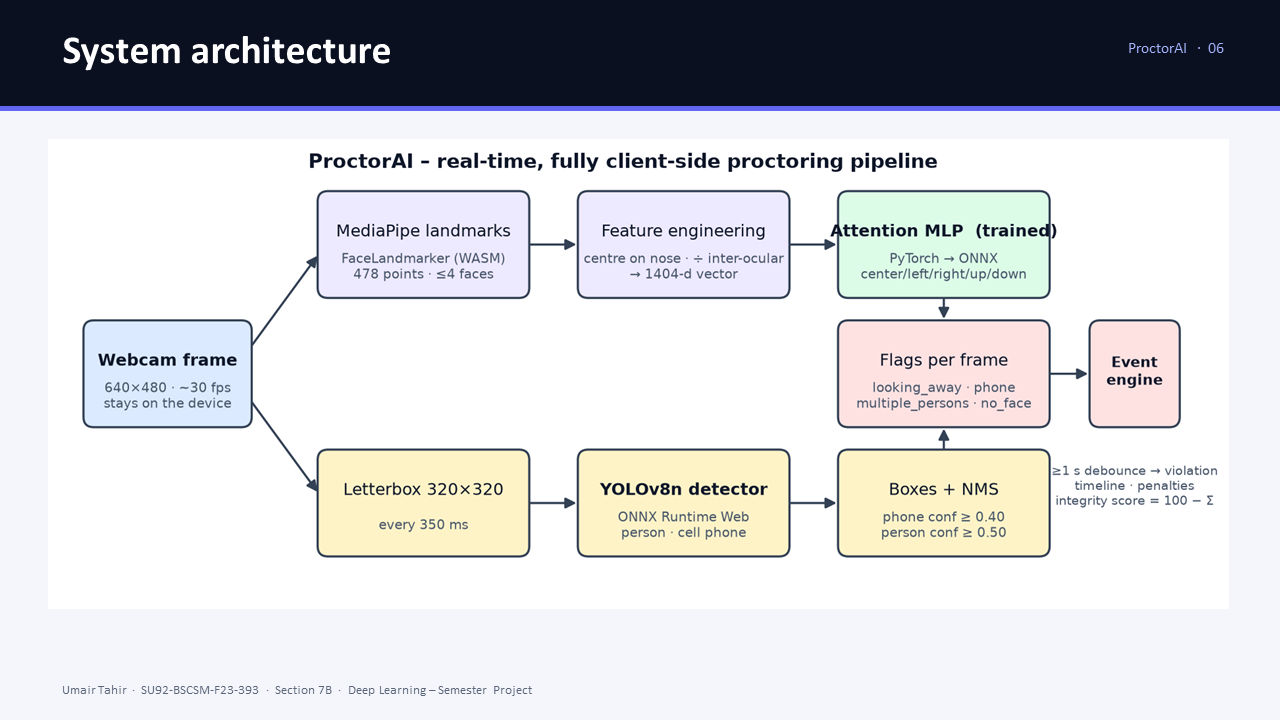 System architecture
ProctorAI · 06
ProctorAI – real-time, fully client-side proctoring pipeline
MediaPipe landmarks
FaceLandmarker (WASM)
478 points · ≤4 faces
Feature engineering
centre on nose · ÷ inter-ocular
→ 1404-d vector
Attention MLP (trained)
PyTorch → ONNX
center/left/right/up/down
Webcam frame
640×480 · ~30 fps
stays on the device
Flags per frame
looking_away · phone
multiple_persons · no_face
Event
engine
Letterbox 320×320
every 350 ms
YOLOv8n detector
ONNX Runtime Web
person · cell phone
Boxes + NMS
phone conf ≥ 0.40
person conf ≥ 0.50
≥1 s debounce → violation
timeline · penalties
integrity score = 100 − Σ
Umair Tahir · SU92-BSCSM-F23-393 · Section 7B · Deep Learning – Semester Project